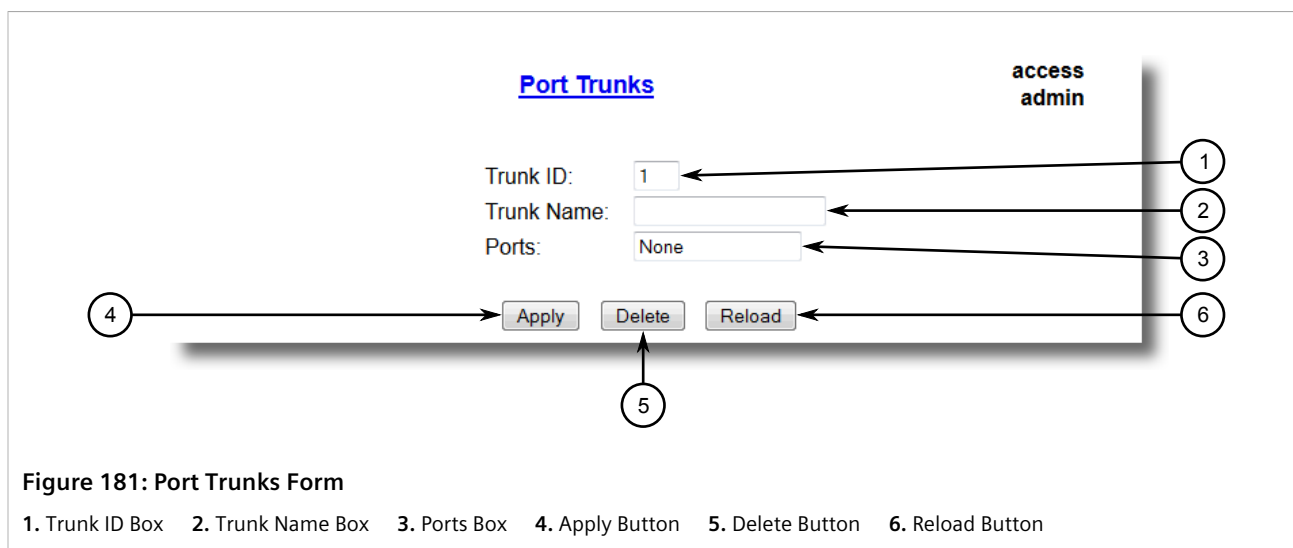 Port Trunks
access
admin
Trunk ID: 1
1
Trunk Name:
2
Ports: None
3
4
Apply Delete Reload
6
5
Figure 181: Port Trunks Form
1. Trunk ID Box 2. Trunk Name Box 3. Ports Box 4. Apply Button 5. Delete Button 6. Reload Button